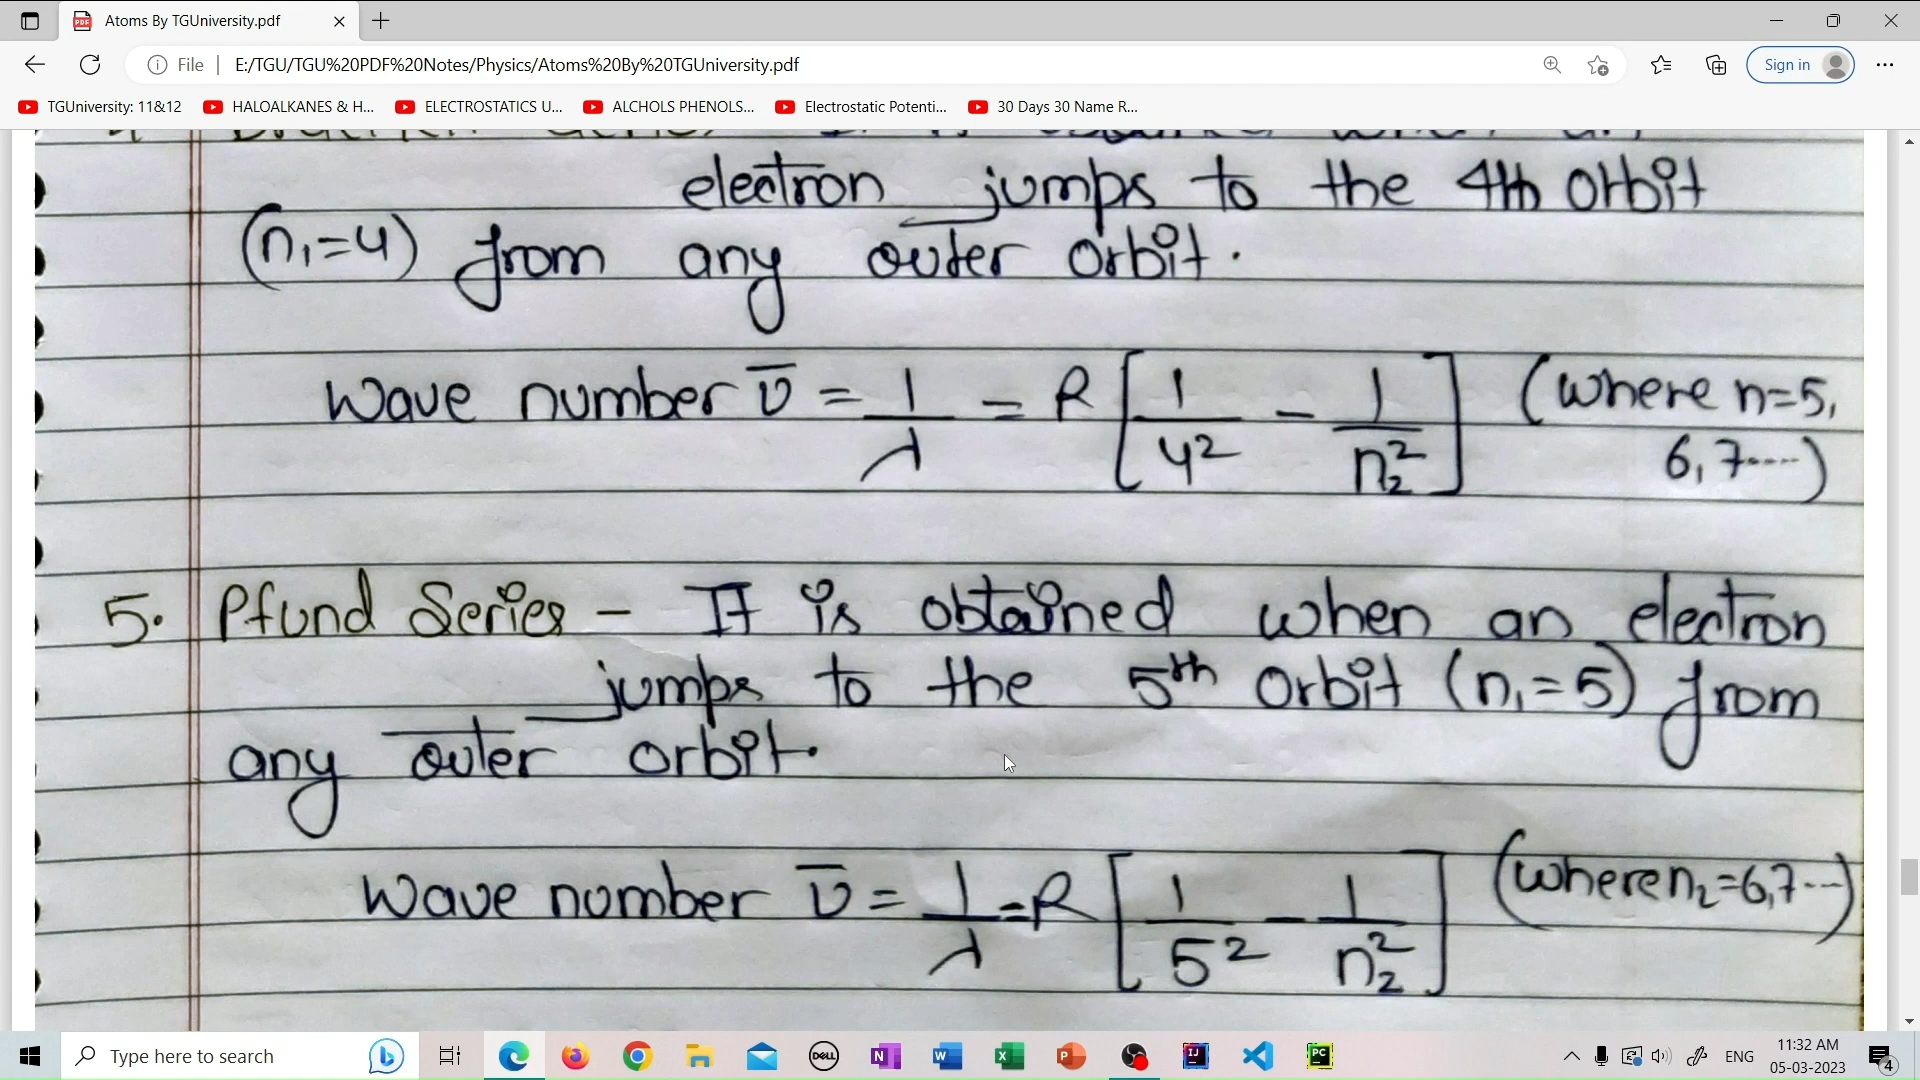 Atoms By TGUniversity.pdf
File | E:/TGU/TGU%20PDF%20Notes/Physics/Atoms%20By%20TGUniversity.pdf
Sign in
TGUniversity: 11&12 HALOALKANES & H... ELECTROSTATICS U... ALCHOLS PHENOLS... Electrostatic Potenti... 30 Days 30 Name R...
electron jumps to the 4th orbit
(n₁=4) from any outer orbit.
Wave number ν̅ = 1/λ = R [1/4² - 1/n₂²] (where n=5,
6,7----)
5. Pfund Series - It is obtained when an electron
jumps to the 5th orbit (n₁=5) from
any outer orbit.
Wave number ν̅ = 1/λ = R [1/5² - 1/n₂²] (where n₂=6,7---)
Type here to search
DELL
ENG
11:32 AM
05-03-2023
4